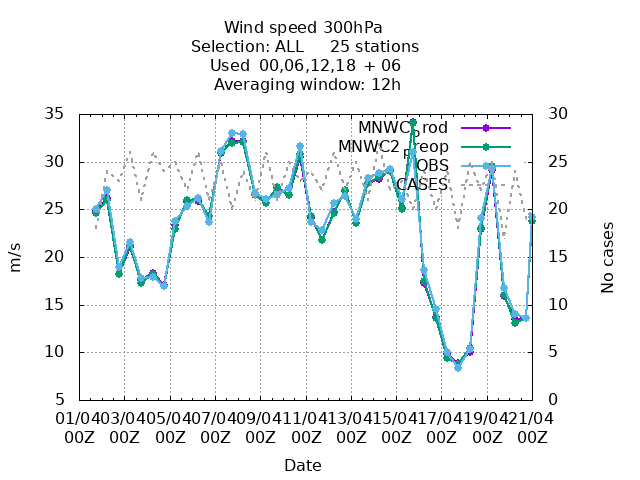 Wind speed 300hPa
Selection: ALL 25 stations
Used 00,06,12,18 + 06
Averaging window: 12h
35 30
MNWC_prod
30 25
MNWC2_preop
OBS
CASES
25 20
20 15
15 10
10 5
5 0
m/s
No cases
01/04 03/04 05/04 07/04 09/04 11/04 13/04 15/04 17/04 19/04 21/04
00Z 00Z 00Z 00Z 00Z 00Z 00Z 00Z 00Z 00Z 00Z
Date